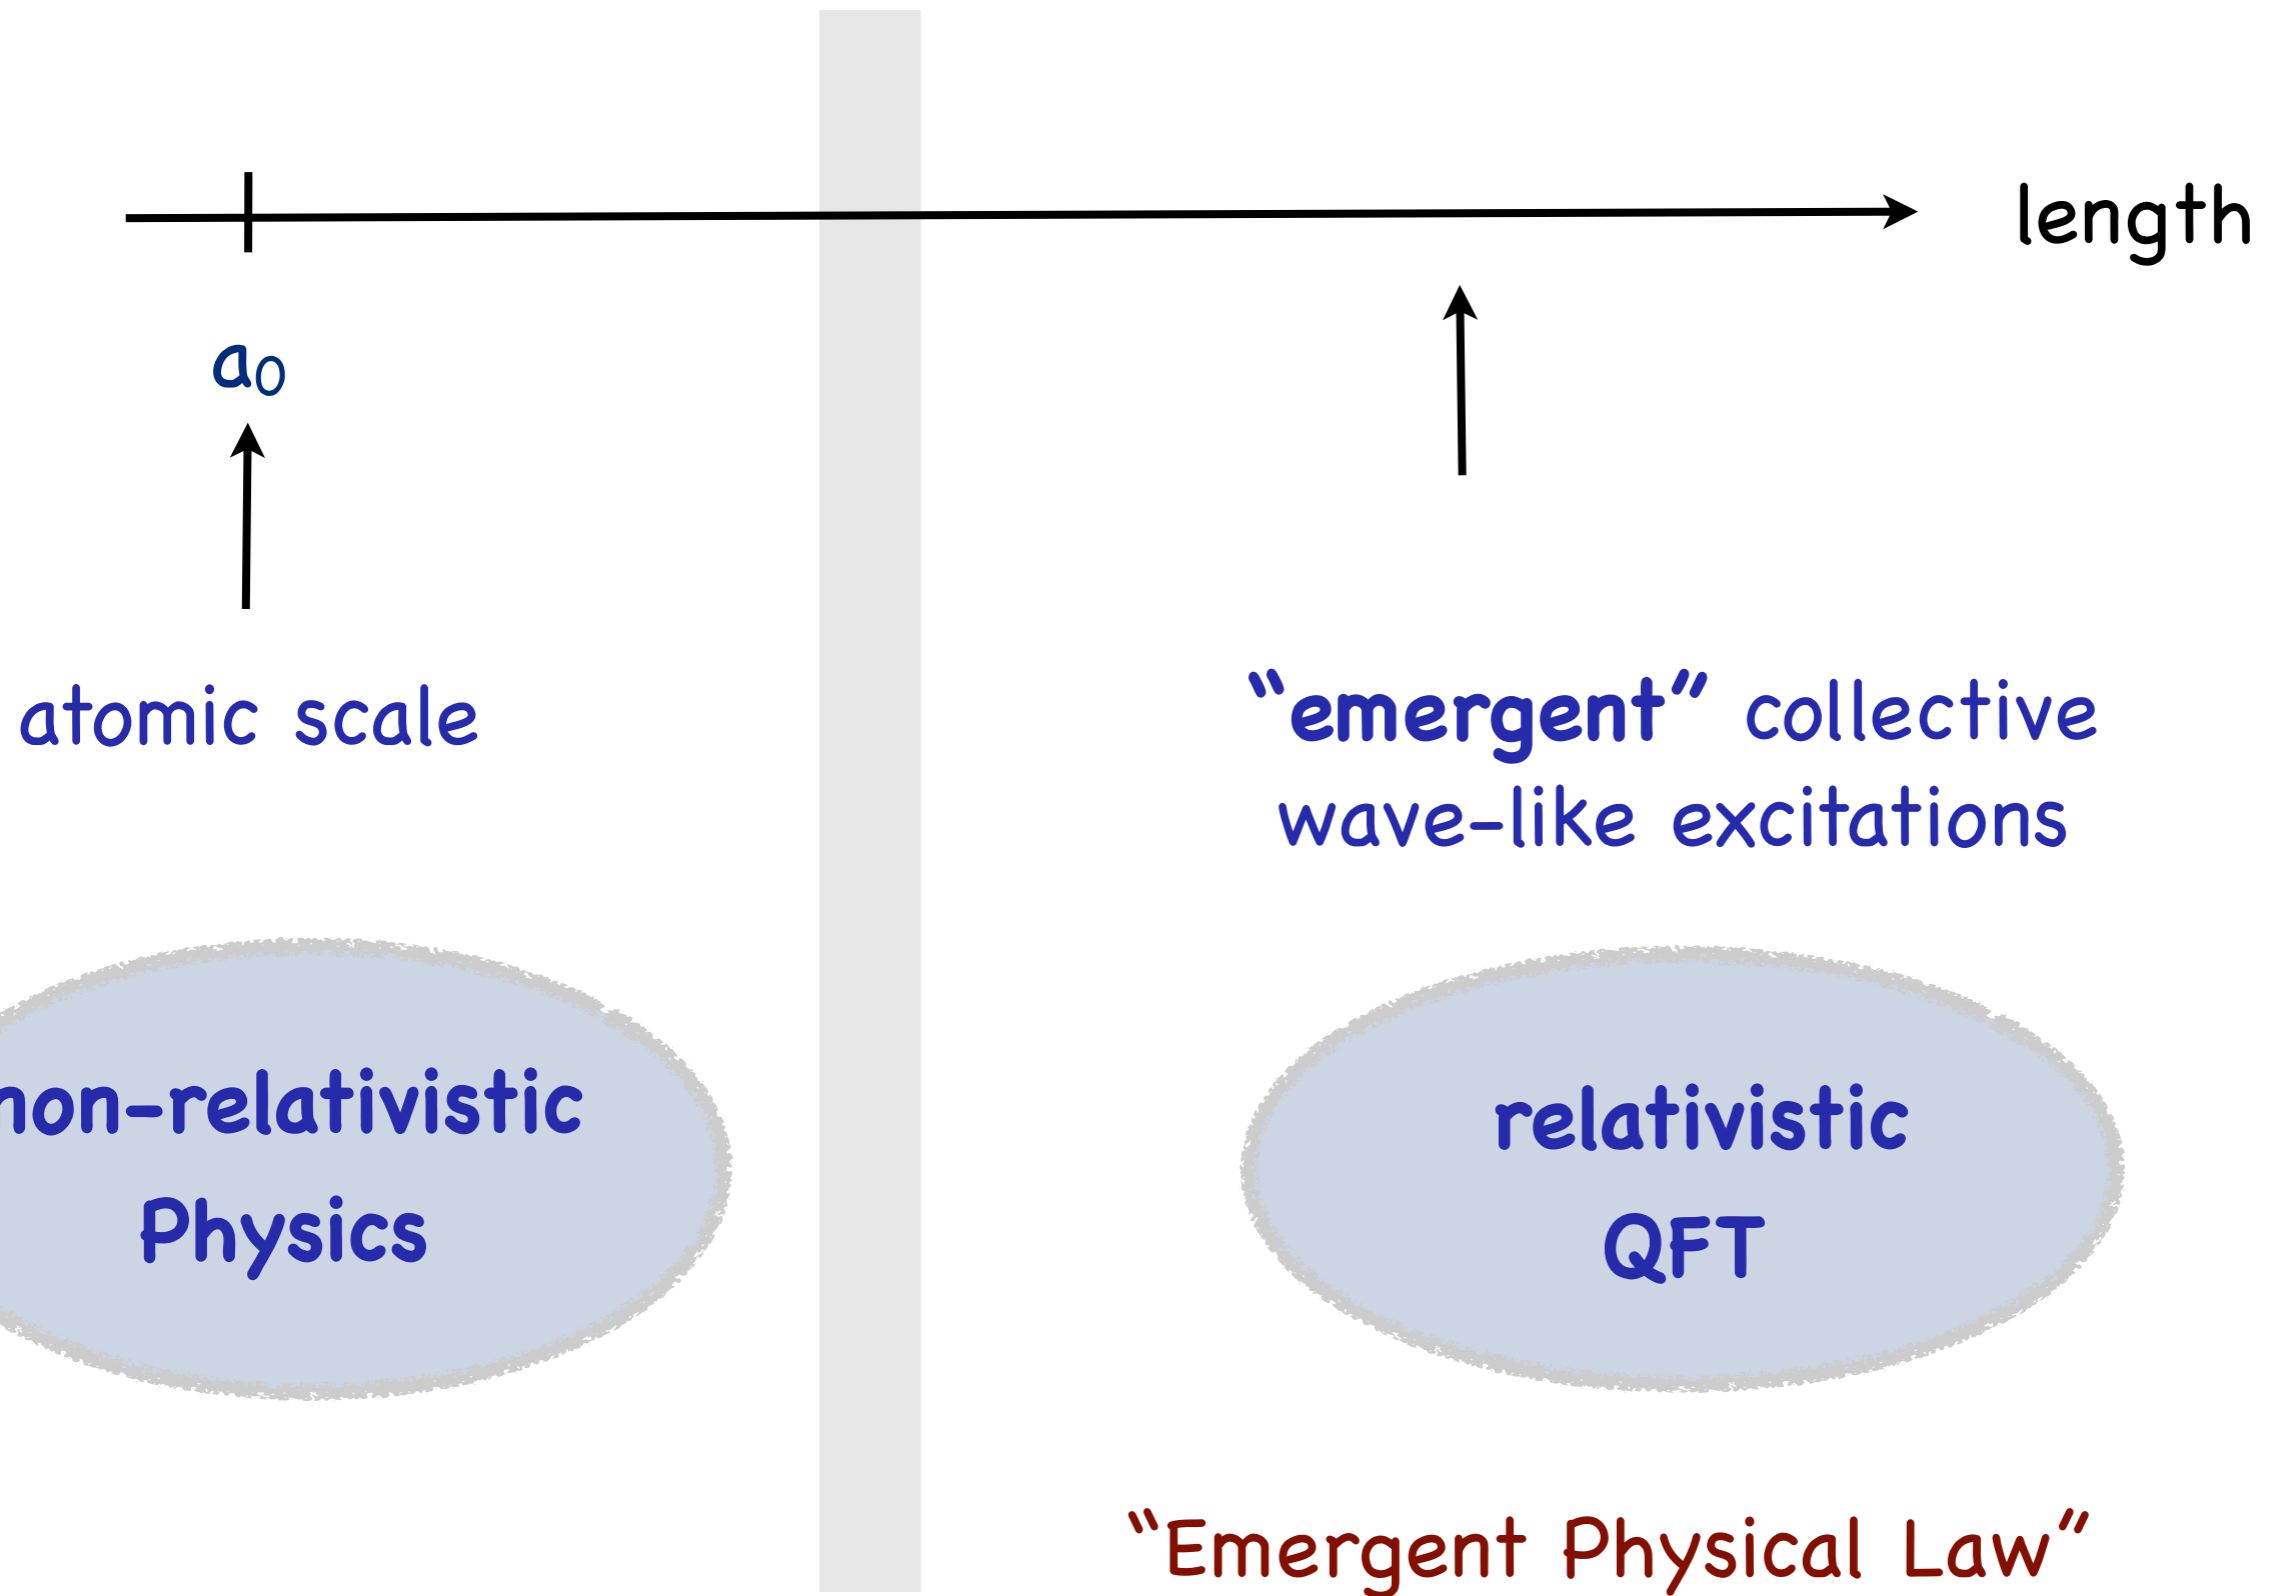 length
a₀
atomic scale
“emergent” collective
wave-like excitations
non-relativistic
Physics
relativistic
QFT
“Emergent Physical Law”